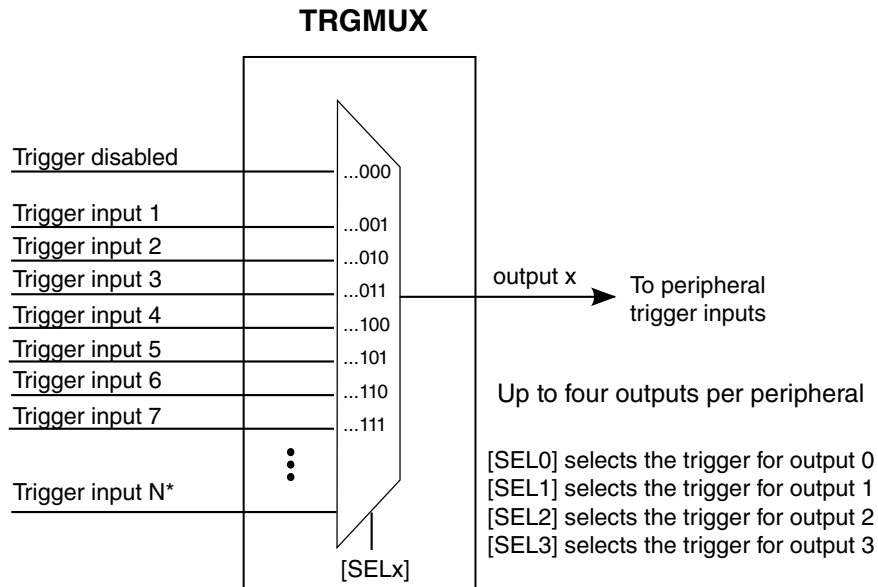 TRGMUX
Trigger disabled
...000
Trigger input 1
...001
Trigger input 2
...010
Trigger input 3
...011
Trigger input 4
...100
Trigger input 5
...101
Trigger input 6
...110
Trigger input 7
...111
Trigger input N*
[SELx]
output x
To peripheral
trigger inputs
Up to four outputs per peripheral
[SEL0] selects the trigger for output 0
[SEL1] selects the trigger for output 1
[SEL2] selects the trigger for output 2
[SEL3] selects the trigger for output 3